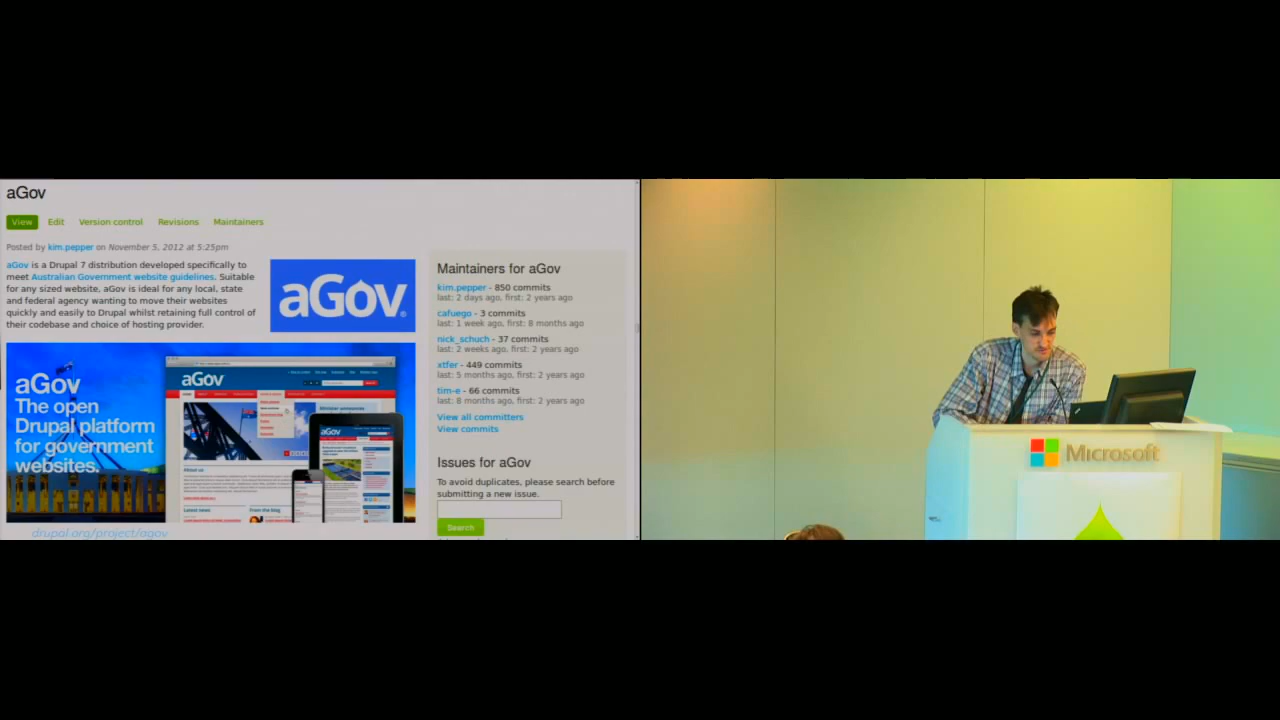 aGov
View Edit Version control Revisions Maintainers
Posted by kim.pepper on November 5, 2012 at 5:25pm
aGov is a Drupal 7 distribution developed specifically to
meet Australian Government website guidelines. Suitable
for any sized website, aGov is ideal for any local, state
and federal agency wanting to move their websites
quickly and easily to Drupal whilst retaining full control of
their codebase and choice of hosting provider.
aGov®
aGov
The open
Drupal platform
for government
websites.
aGov
About us
Latest news
From the blog
aGov
drupal.org/project/agov
Maintainers for aGov
kim.pepper - 850 commits
last: 2 days ago, first: 2 years ago
cafuego - 3 commits
last: 1 week ago, first: 8 months ago
nick_schuch - 37 commits
last: 2 weeks ago, first: 2 years ago
xtfer - 449 commits
last: 5 months ago, first: 2 years ago
tim-e - 66 commits
last: 8 months ago, first: 2 years ago
View all committers
View commits
Issues for aGov
To avoid duplicates, please search before
submitting a new issue.
Search
Microsoft